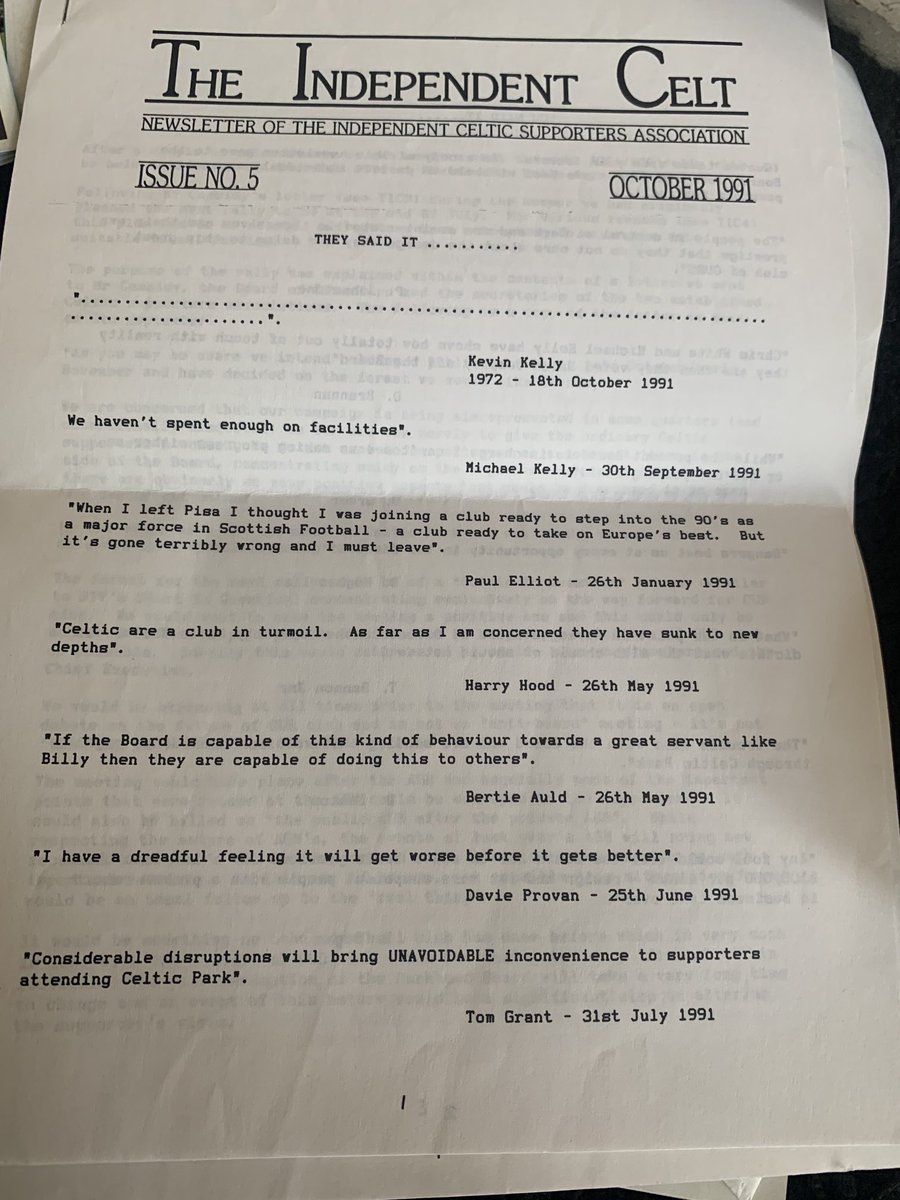 THE INDEPENDENT CELT
NEWSLETTER OF THE INDEPENDENT CELTIC SUPPORTERS ASSOCIATION
ISSUE NO. 5
OCTOBER 1991
THEY SAID IT ...........
"................................................................................
.......................".
Kevin Kelly
1972 - 18th October 1991
We haven't spent enough on facilities".
Michael Kelly - 30th September 1991
"When I left Pisa I thought I was joining a club ready to step into the 90's as
a major force in Scottish Football - a club ready to take on Europe's best.  But
it's gone terribly wrong and I must leave".
Paul Elliot - 26th January 1991
"Celtic are a club in turmoil.  As far as I am concerned they have sunk to new
depths".
Harry Hood - 26th May 1991
"If the Board is capable of this kind of behaviour towards a great servant like
Billy then they are capable of doing this to others".
Bertie Auld - 26th May 1991
"I have a dreadful feeling it will get worse before it gets better".
Davie Provan - 25th June 1991
"Considerable disruptions will bring UNAVOIDABLE inconvenience to supporters
attending Celtic Park".
Tom Grant - 31st July 1991
1